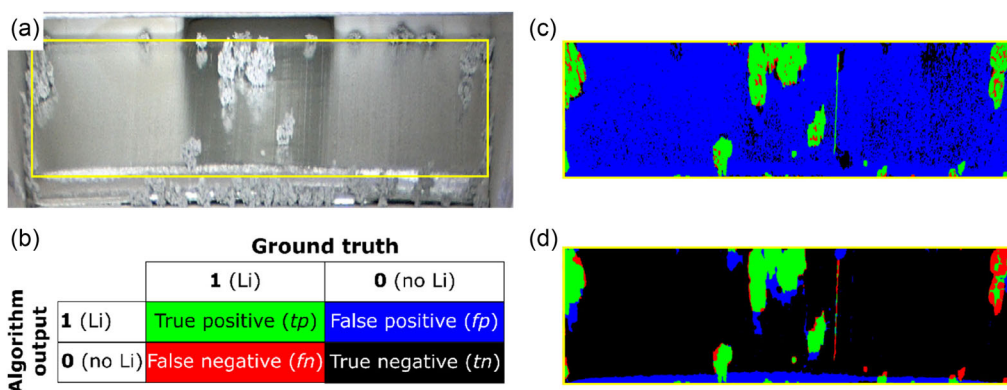 (a)
(c)
(b)
Ground truth
1 (Li)
0 (no Li)
Algorithm
output
1 (Li)
True positive (tp)
False positive (fp)
0 (no Li)
False negative (fn)
True negative (tn)
(d)